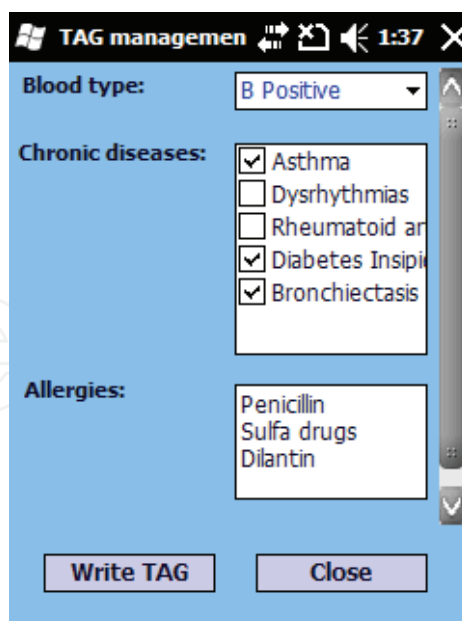 TAG managemen 1:37
Blood type: B Positive
Chronic diseases: Asthma
Dysrhythmias
Rheumatoid ar
Diabetes Insipi
Bronchiectasis
Allergies: Penicillin
Sulfa drugs
Dilantin
Write TAG Close